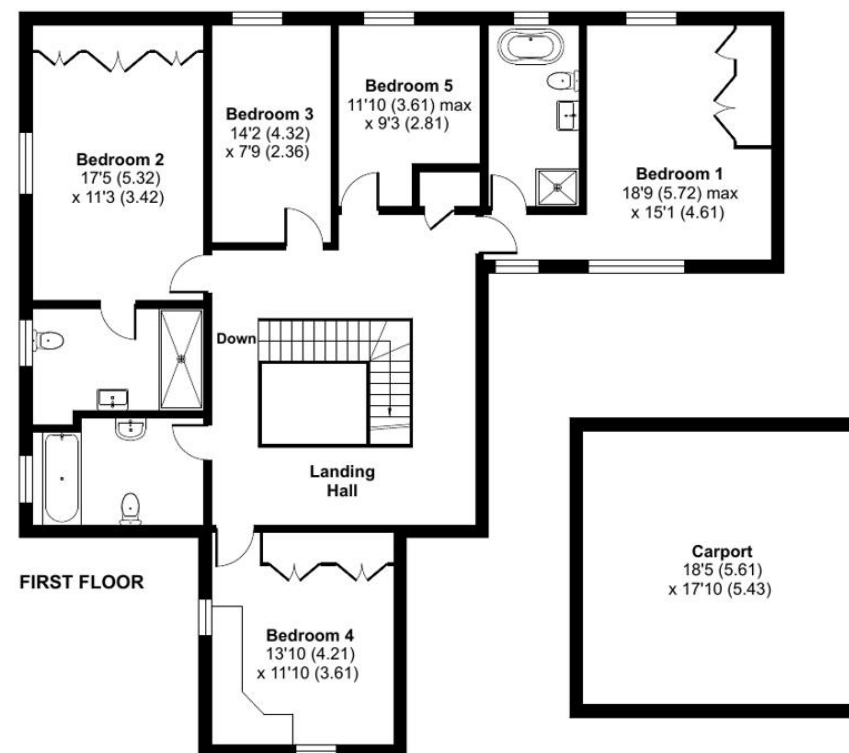 Bedroom 2
17'5 (5.32)
x 11'3 (3.42)
Bedroom 3
14'2 (4.32)
x 7'9 (2.36)
Bedroom 5
11'10 (3.61) max
x 9'3 (2.81)
Bedroom 1
18'9 (5.72) max
x 15'1 (4.61)
Down
Landing
Hall
FIRST FLOOR
Bedroom 4
13'10 (4.21)
x 11'10 (3.61)
Carport
18'5 (5.61)
x 17'10 (5.43)